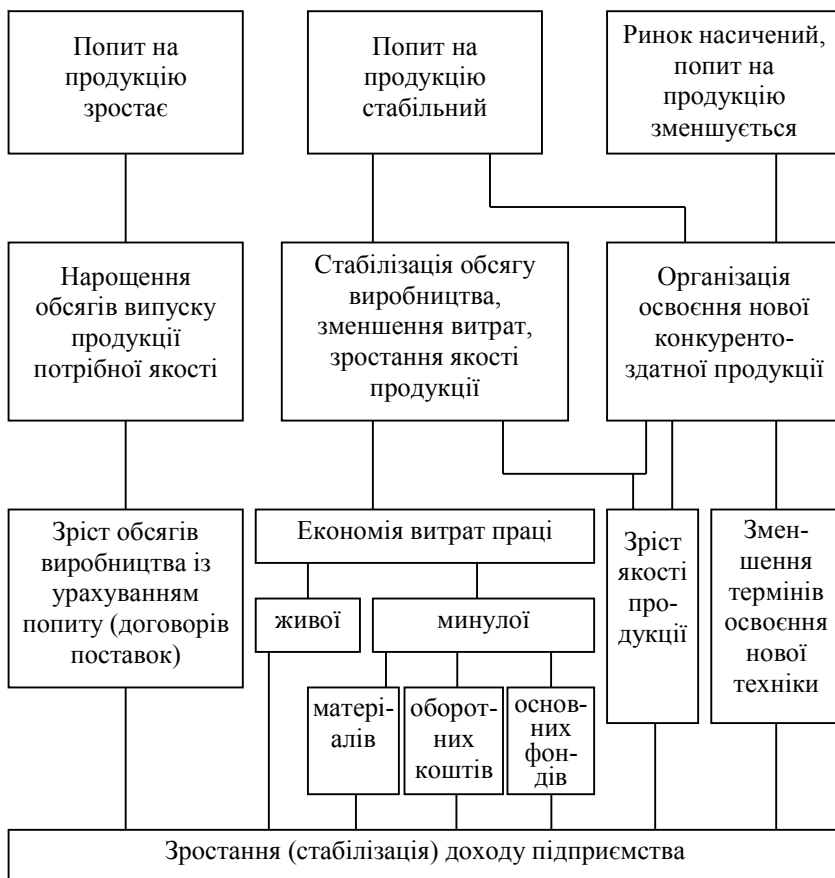 Попит на
продукцію
зростає
Попит на
продукцію
стабільний
Ринок насичений,
попит на
продукцію
зменшується
Нарощення
обсягів випуску
продукції
потрібної якості
Стабілізація обсягу
виробництва,
зменшення витрат,
зростання якості
продукції
Організація
освоєння нової
конкуренто-
здатної продукції
Зріст обсягів
виробництва із
урахуванням
попиту (договорів
поставок)
Економія витрат праці
живої
минулої
матері-
алів
оборот-
них
коштів
основ-
них
фон-
дів
Зріст
якості
про-
дукції
Змен-
шення
термінів
освоєння
нової
техніки
Зростання (стабілізація) доходу підприємства